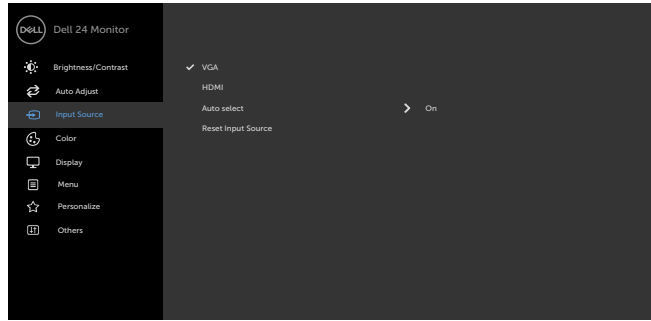 DELL Dell 24 Monitor
Brightness/Contrast
Auto Adjust
Input Source
Color
Display
Menu
Personalize
Others
VGA
HDMI
Auto select On
Reset Input Source